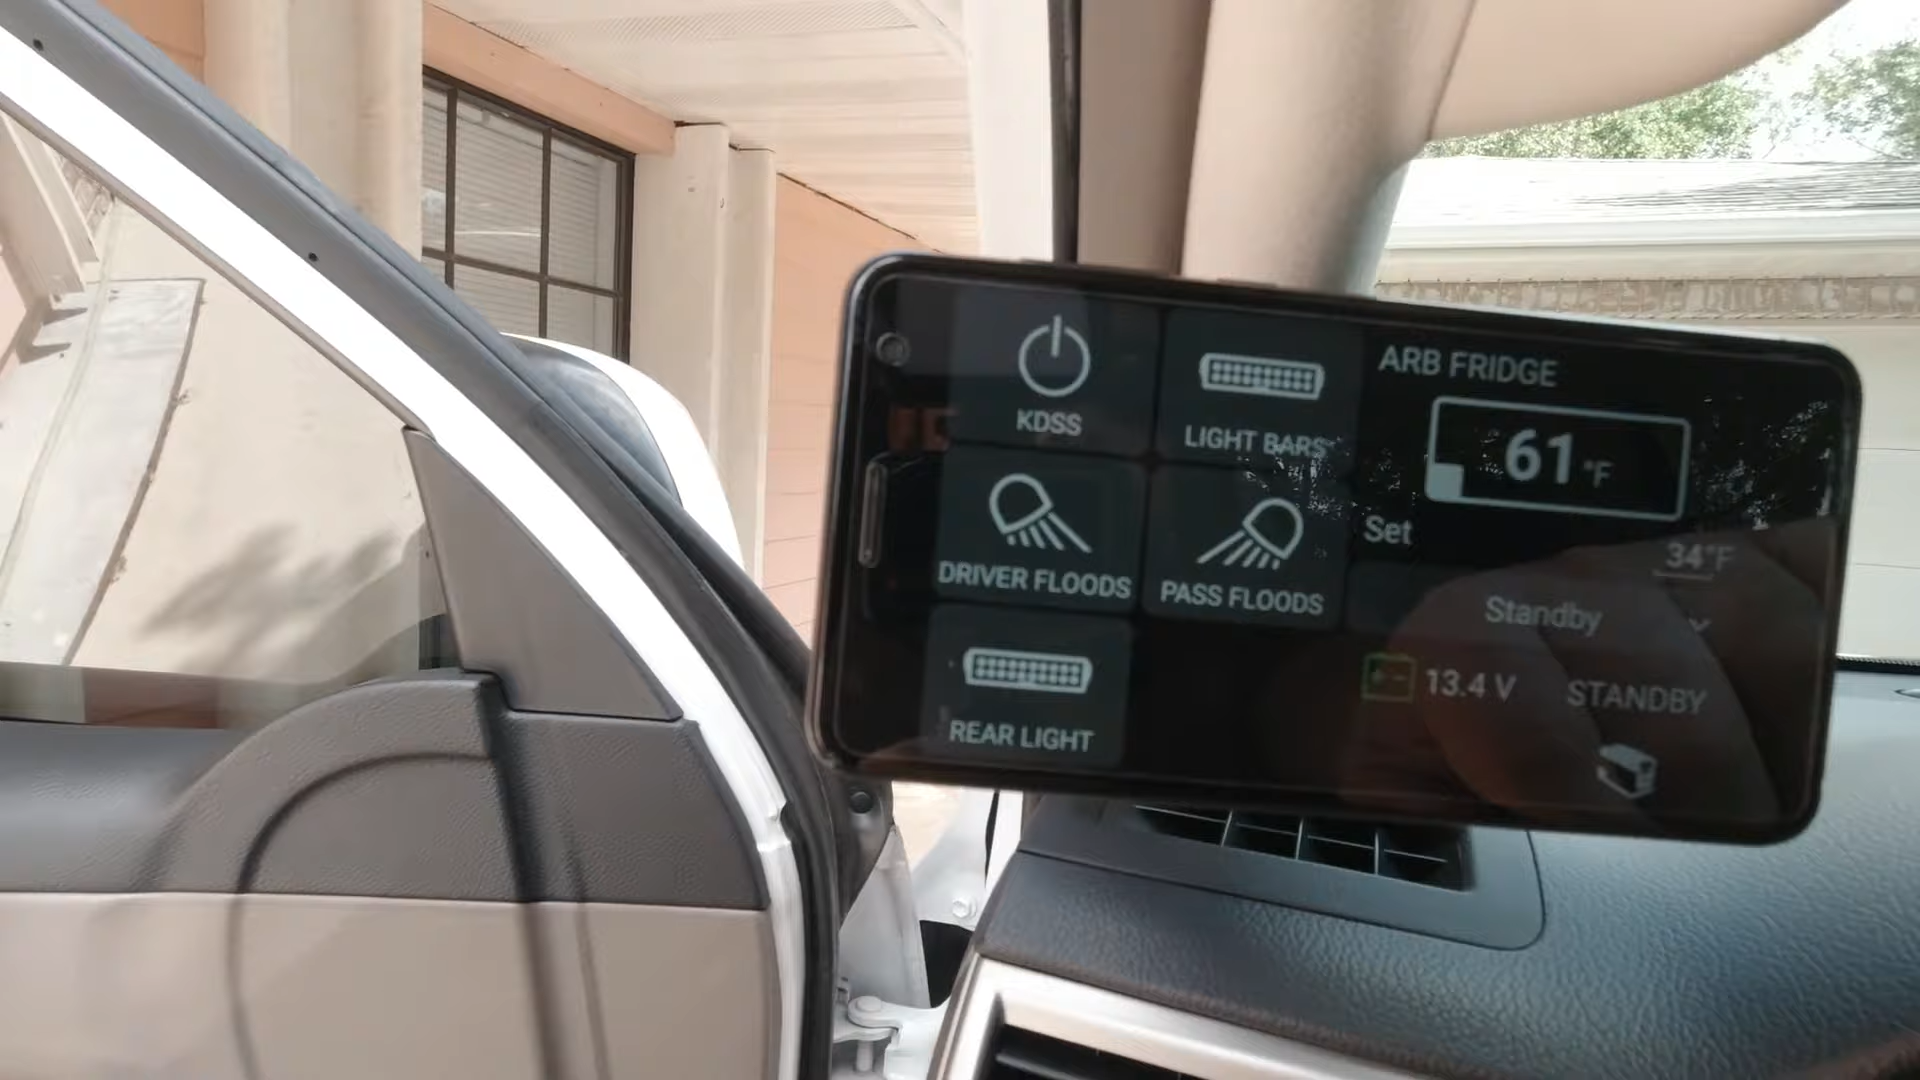 KDSS
LIGHT BARS
DRIVER FLOODS
PASS FLOODS
REAR LIGHT
ARB FRIDGE
61 °F
Set
34°F
Standby
13.4 V
STANDBY